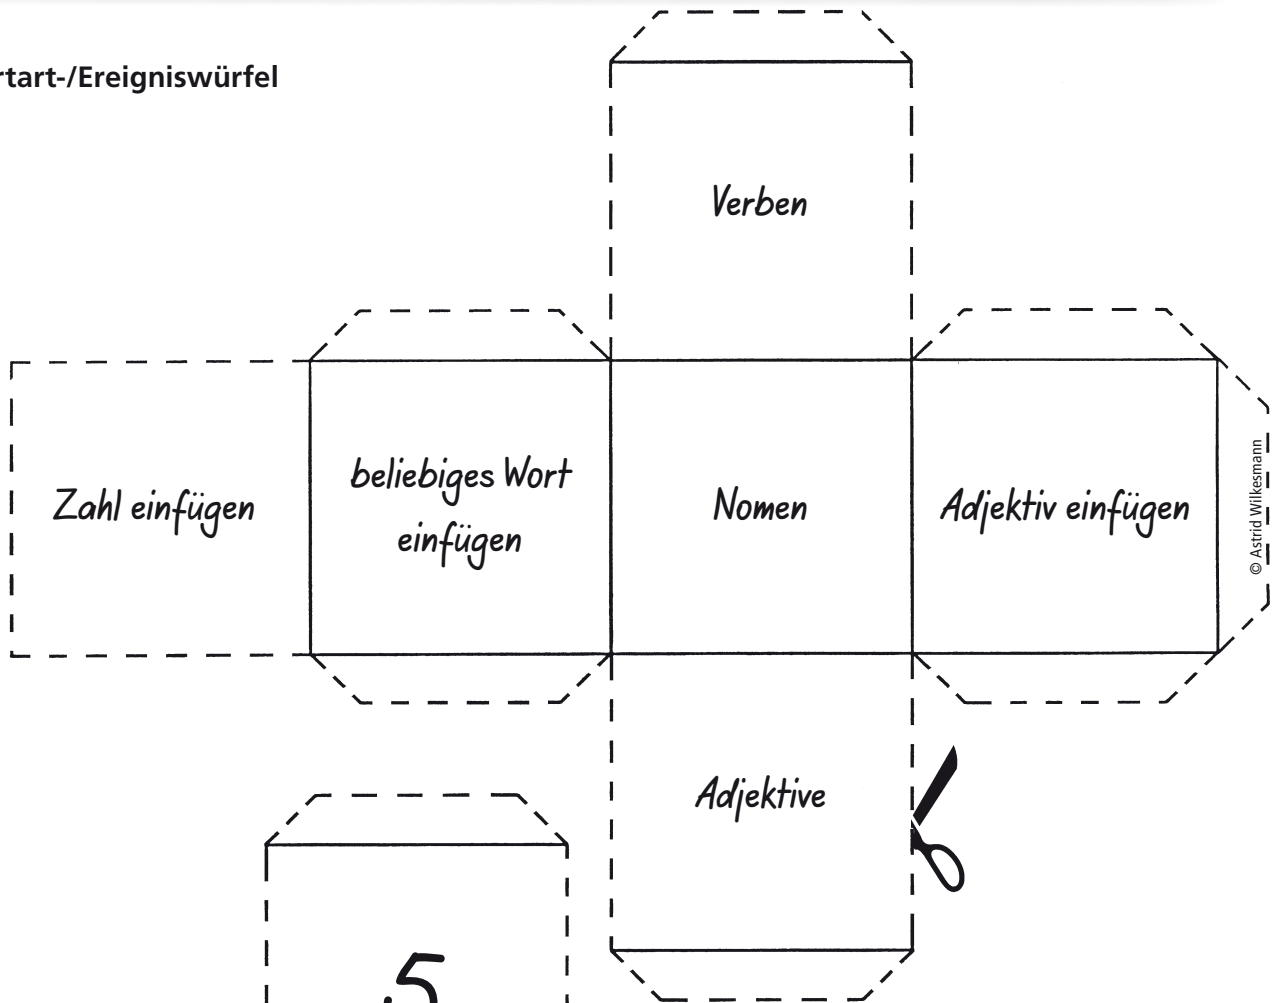 rtart-/Ereigniswürfel
Verben
Zahl einfügen
beliebiges Wort
einfügen
Nomen
Adjektiv einfügen
© Astrid Wilkesmann
Adjektive
.5